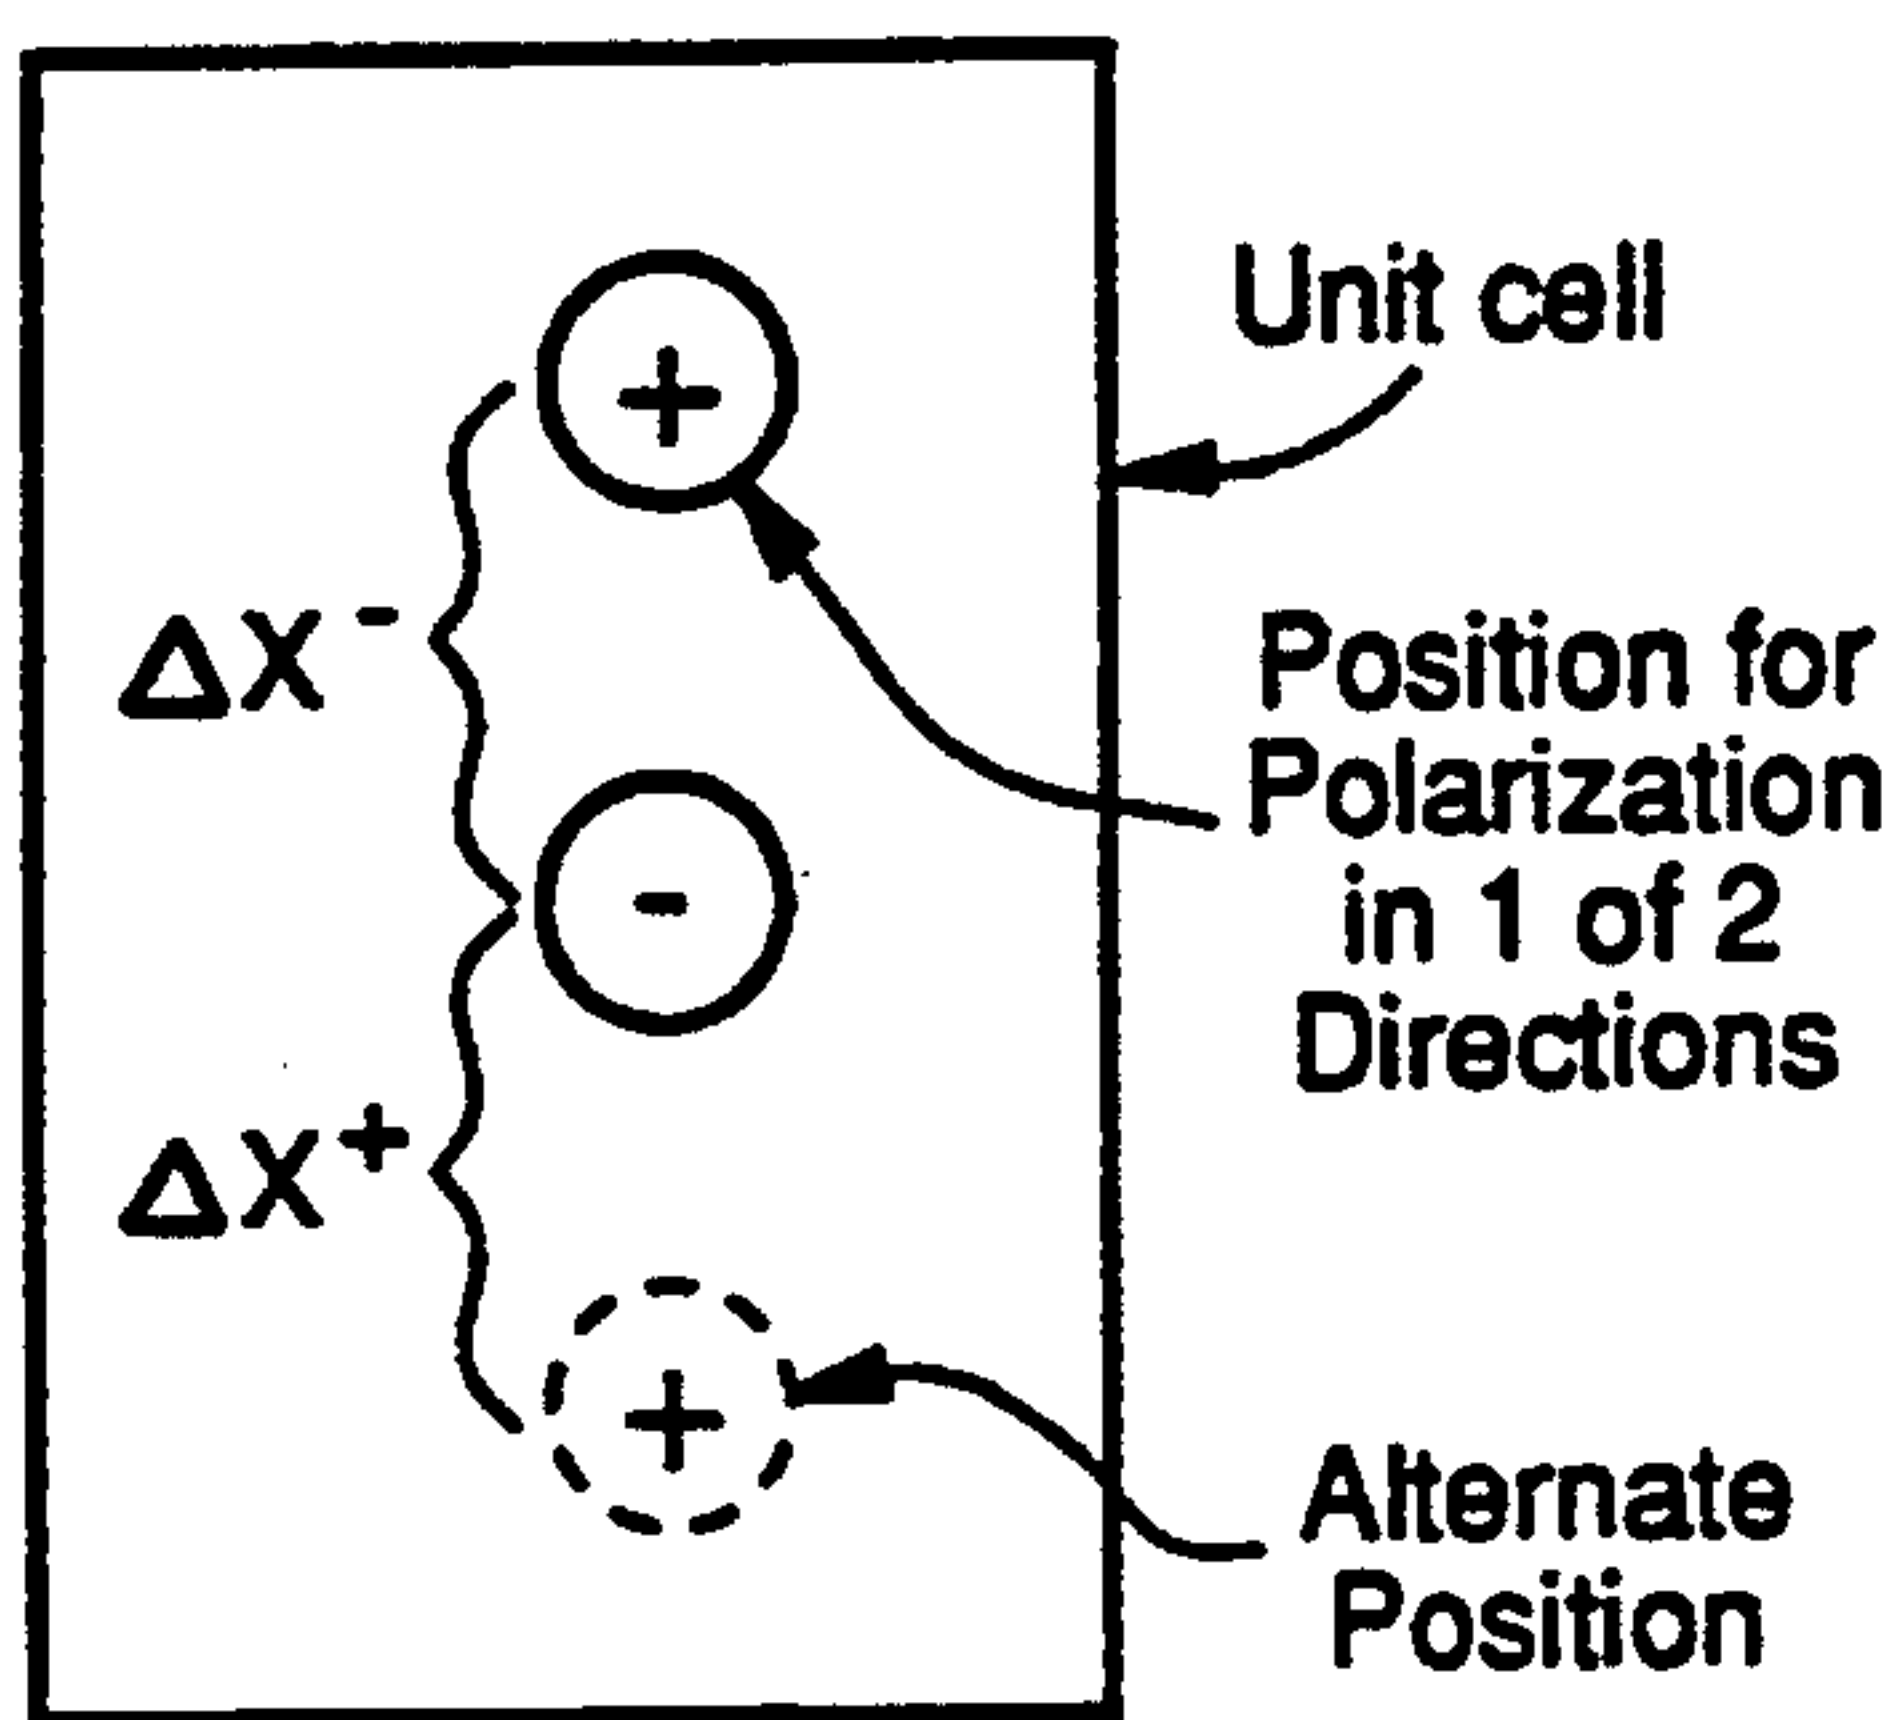 +
Unit cell
ΔX⁻
Position for
Polarization
in 1 of 2
Directions
-
ΔX⁺
+
Alternate
Position